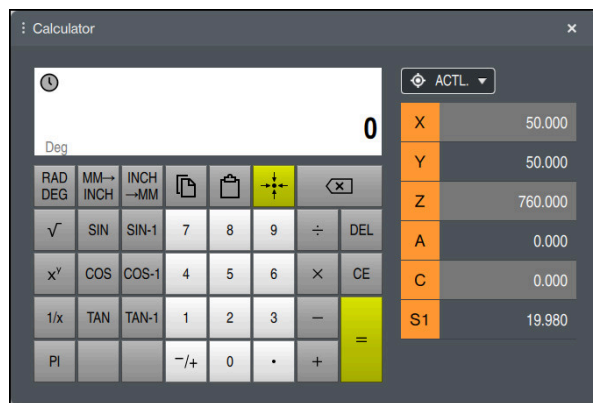 Calculator ×
ACTL.
0
Deg
X 50.000
Y 50.000
Z 760.000
A 0.000
C 0.000
S1 19.980
RAD DEG MM→ INCH INCH →MM
√ SIN SIN-1 7 8 9 ÷ DEL
xʸ COS COS-1 4 5 6 × CE
1/x TAN TAN-1 1 2 3 − =
PI −/+ 0 • +